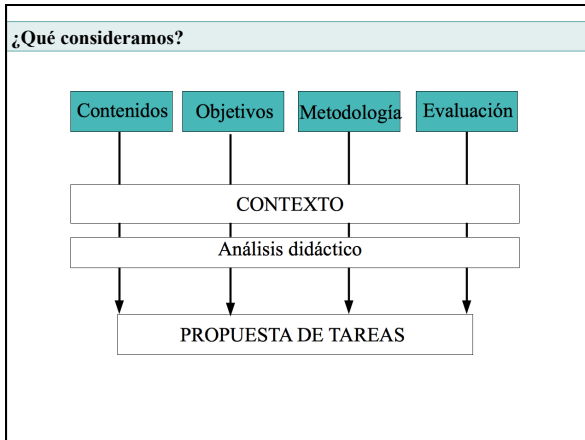 ¿Qué consideramos?
Contenidos Objetivos Metodología Evaluación
CONTEXTO
Análisis didáctico
PROPUESTA DE TAREAS